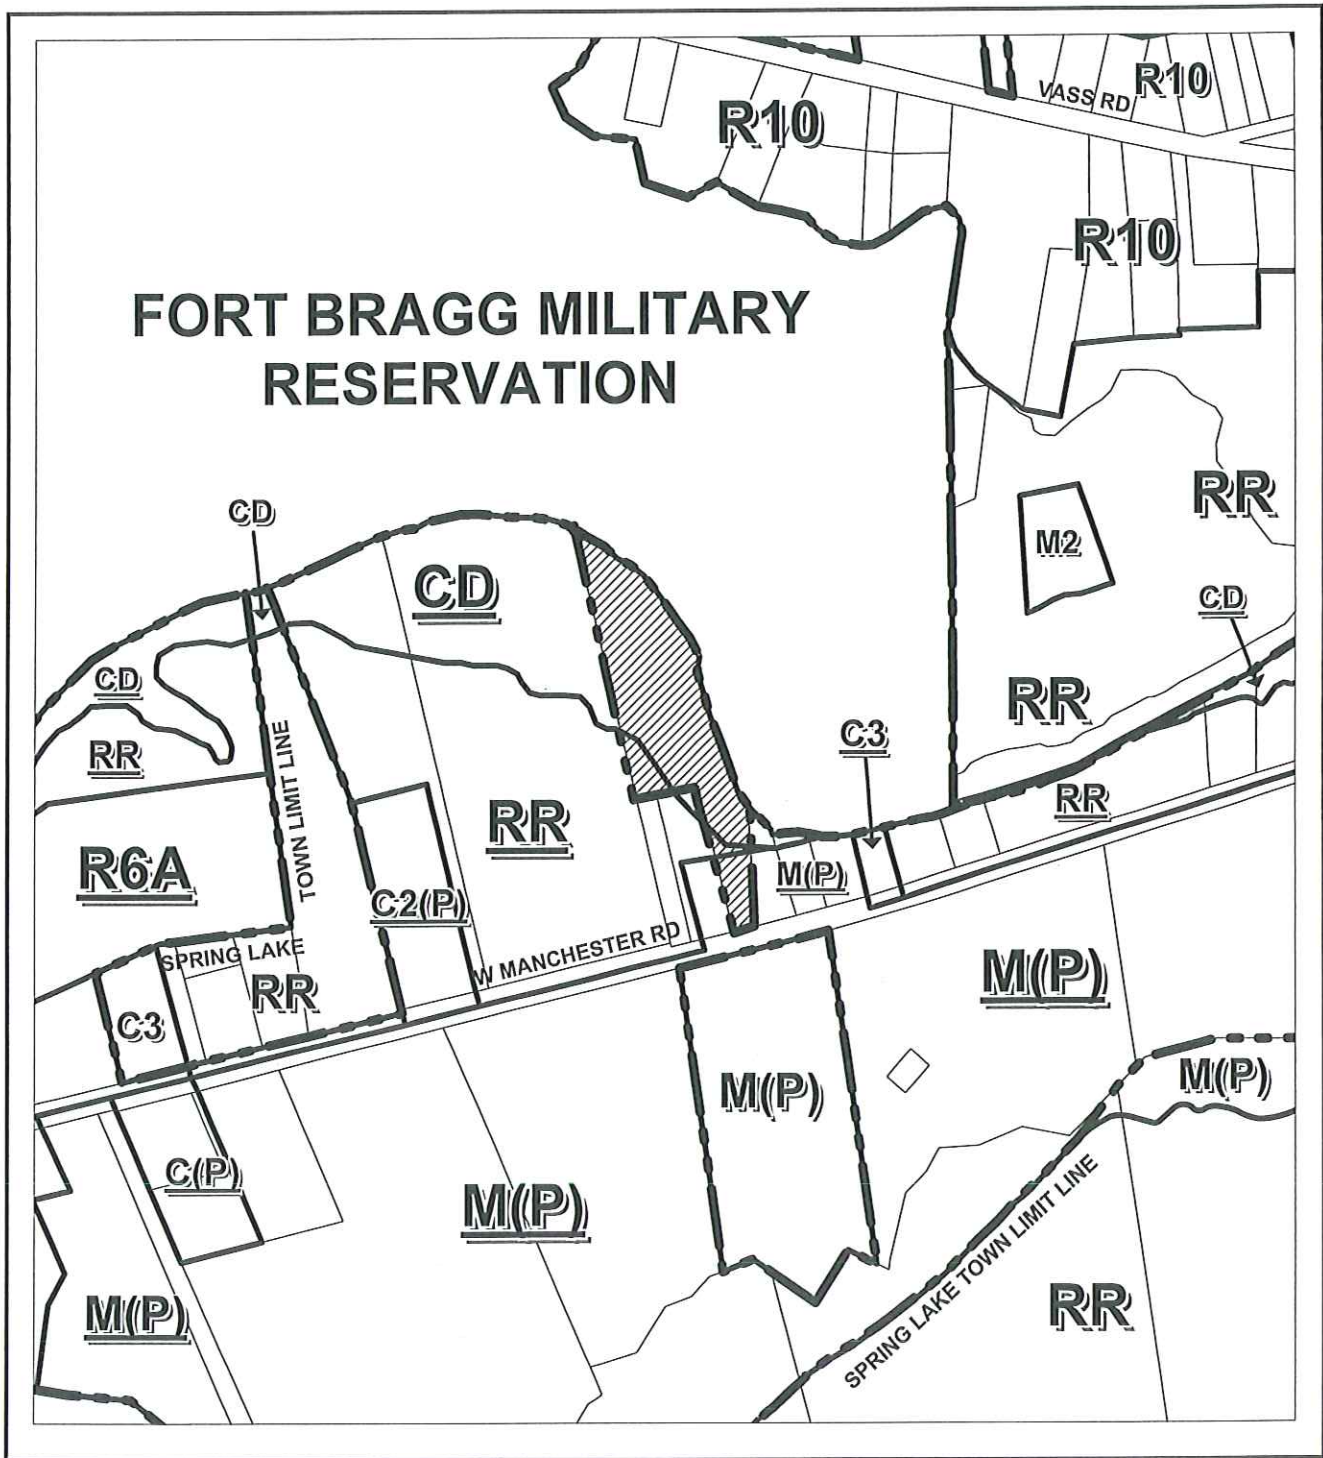 R10
VASS RD
R10
R10
FORT BRAGG MILITARY
RESERVATION
RR
CD
M2
CD
CD
CD
RR
C3
RR
TOWN LIMIT LINE
RR
RR
R6A
M(P)
C2(P)
SPRING LAKE
W MANCHESTER RD
RR
M(P)
C3
M(P)
M(P)
C(P)
M(P)
SPRING LAKE TOWN LIMIT LINE
M(P)
RR